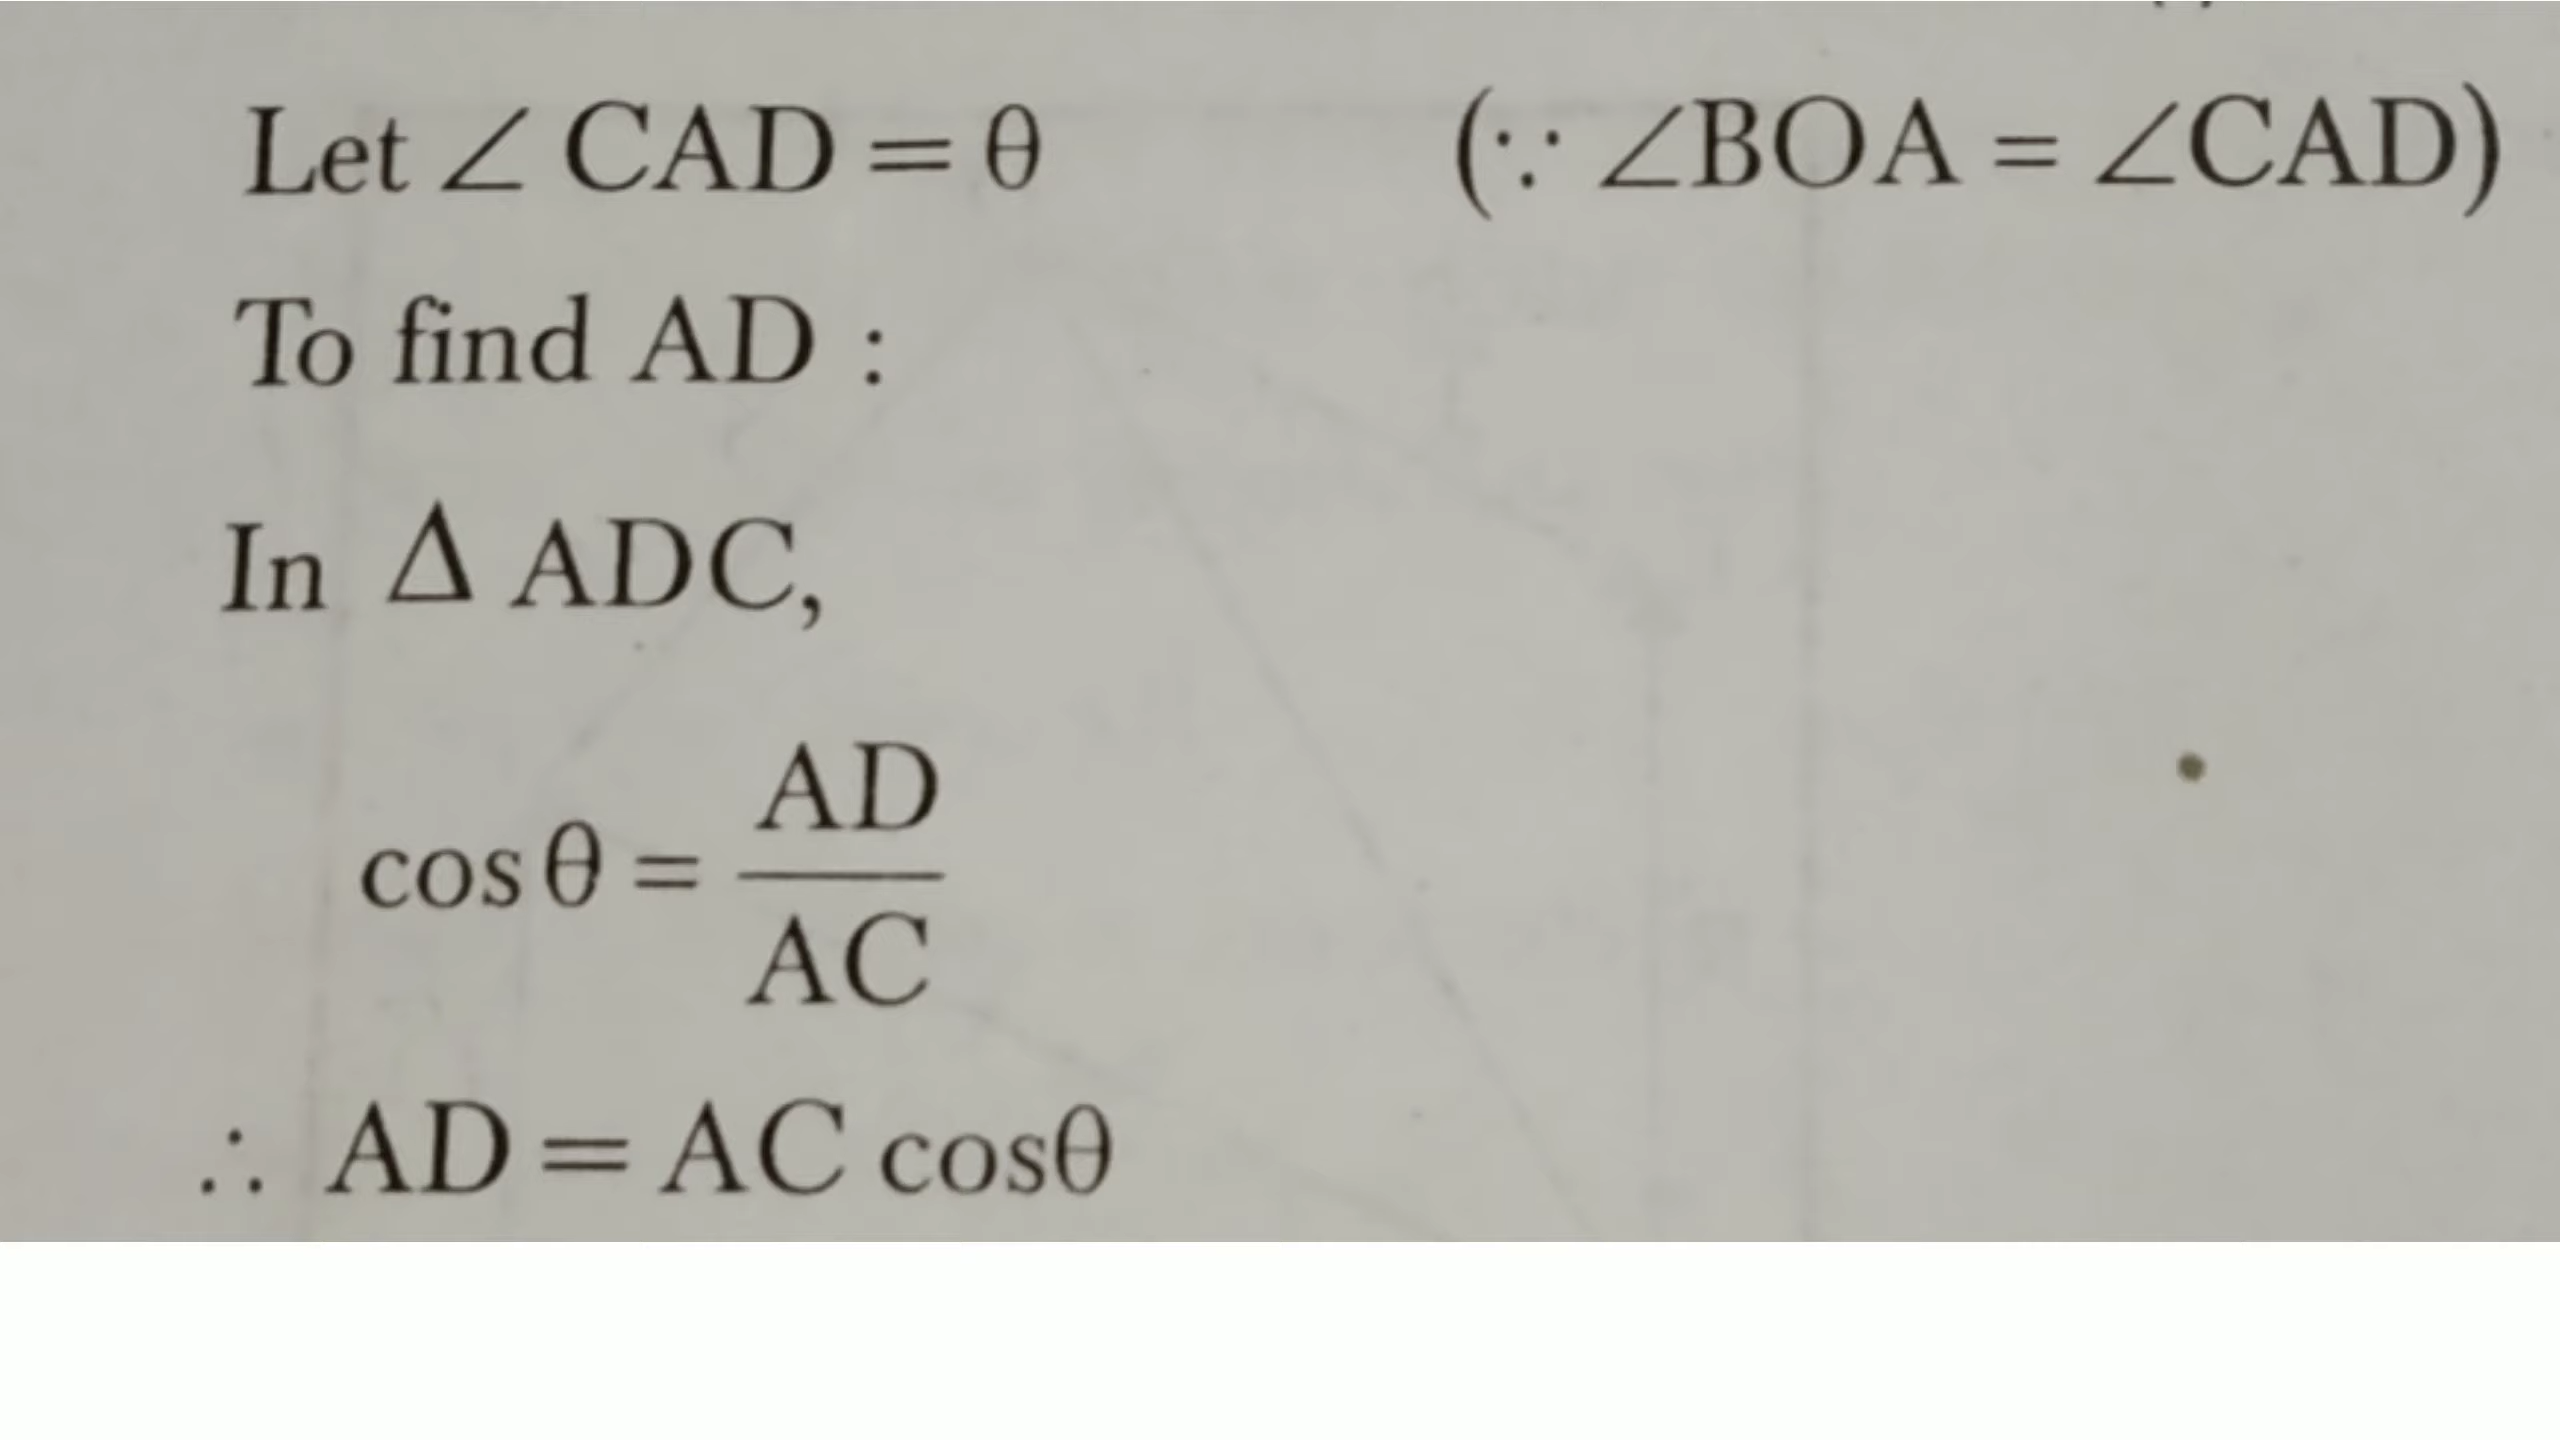 Let ∠ CAD = θ (∵ ∠BOA = ∠CAD)
To find AD :
In Δ ADC,
cos θ = AD / AC
∴ AD = AC cosθ